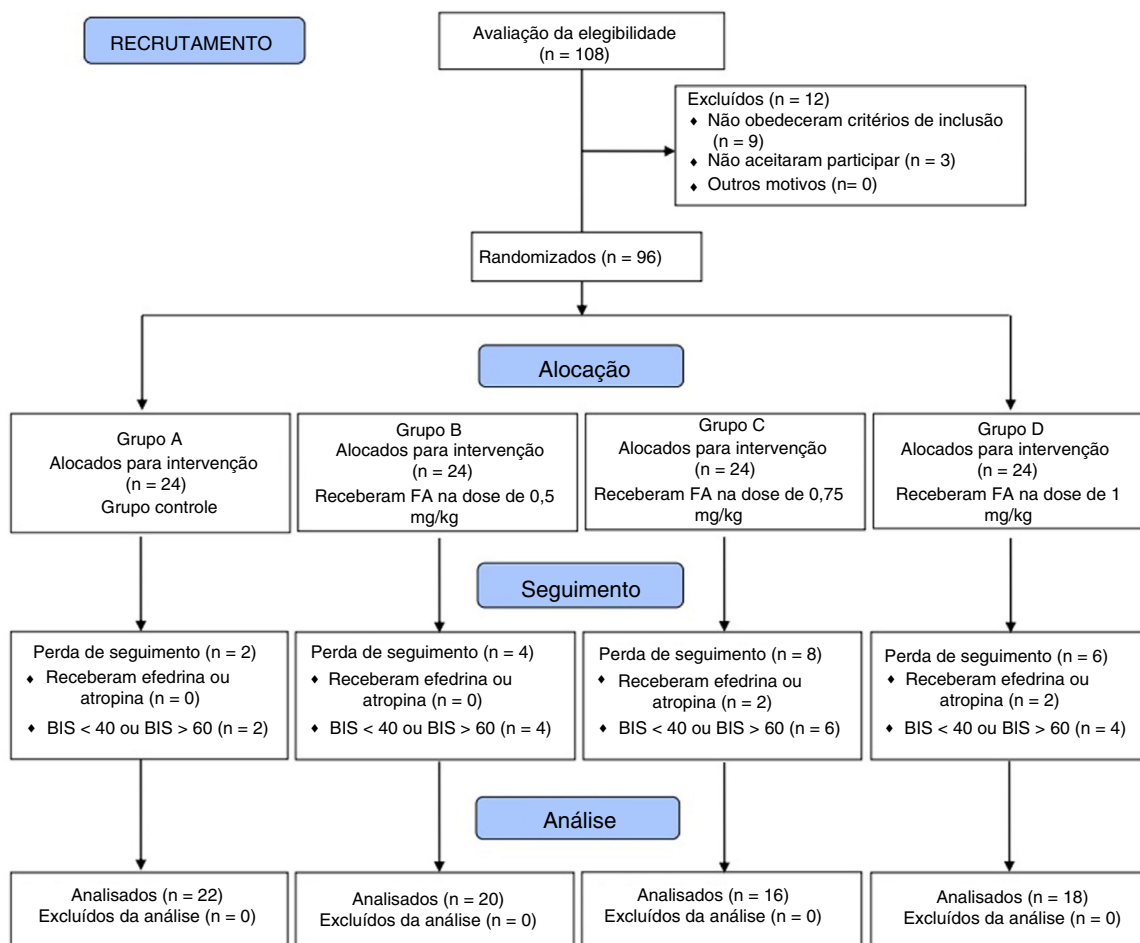 RECRUTAMENTO
Avaliação da elegibilidade
(n = 108)
Excluídos (n = 12)
♦ Não obedeceram critérios de inclusão
(n = 9)
♦ Não aceitaram participar (n = 3)
♦ Outros motivos (n= 0)
Randomizados (n = 96)
Alocação
Grupo A
Alocados para intervenção
(n = 24)
Grupo controle
Grupo B
Alocados para intervenção
(n = 24)
Receberam FA na dose de 0,5
mg/kg
Grupo C
Alocados para intervenção
(n = 24)
Receberam FA na dose de 0,75
mg/kg
Grupo D
Alocados para intervenção
(n = 24)
Receberam FA na dose de 1
mg/kg
Seguimento
Perda de seguimento (n = 2)
♦ Receberam efedrina ou
atropina (n = 0)
♦ BIS < 40 ou BIS > 60 (n = 2)
Perda de seguimento (n = 4)
♦ Receberam efedrina ou
atropina (n = 0)
♦ BIS < 40 ou BIS > 60 (n = 4)
Perda de seguimento (n = 8)
♦ Receberam efedrina ou
atropina (n = 2)
♦ BIS < 40 ou BIS > 60 (n = 6)
Perda de seguimento (n = 6)
♦ Receberam efedrina ou
atropina (n = 2)
♦ BIS < 40 ou BIS > 60 (n = 4)
Análise
Analisados (n = 22)
Excluídos da análise (n = 0)
Analisados (n = 20)
Excluídos da análise (n = 0)
Analisados (n = 16)
Excluídos da análise (n = 0)
Analisados (n = 18)
Excluídos da análise (n = 0)